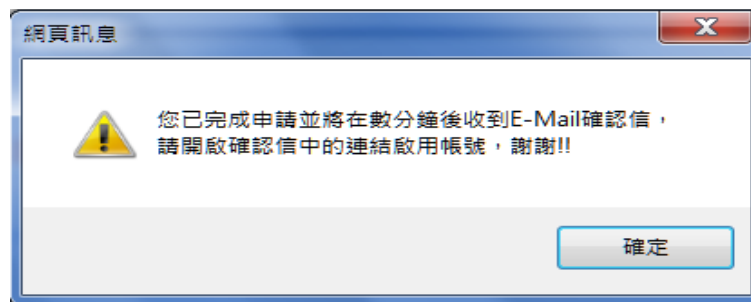 網頁訊息
X
您已完成申請並將在數分鐘後收到E-Mail確認信，
請開啟確認信中的連結啟用帳號，謝謝!!
確定